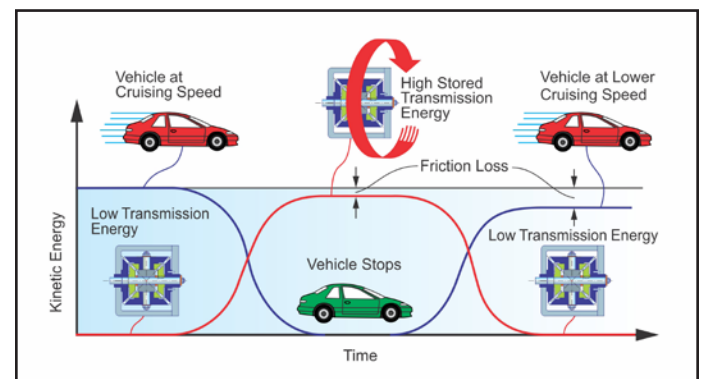 Vehicle at
Cruising Speed
High Stored
Transmission
Energy
Vehicle at Lower
Cruising Speed
Friction Loss
Low Transmission
Energy
Low Transmission Energy
Vehicle Stops
Kinetic Energy
Time